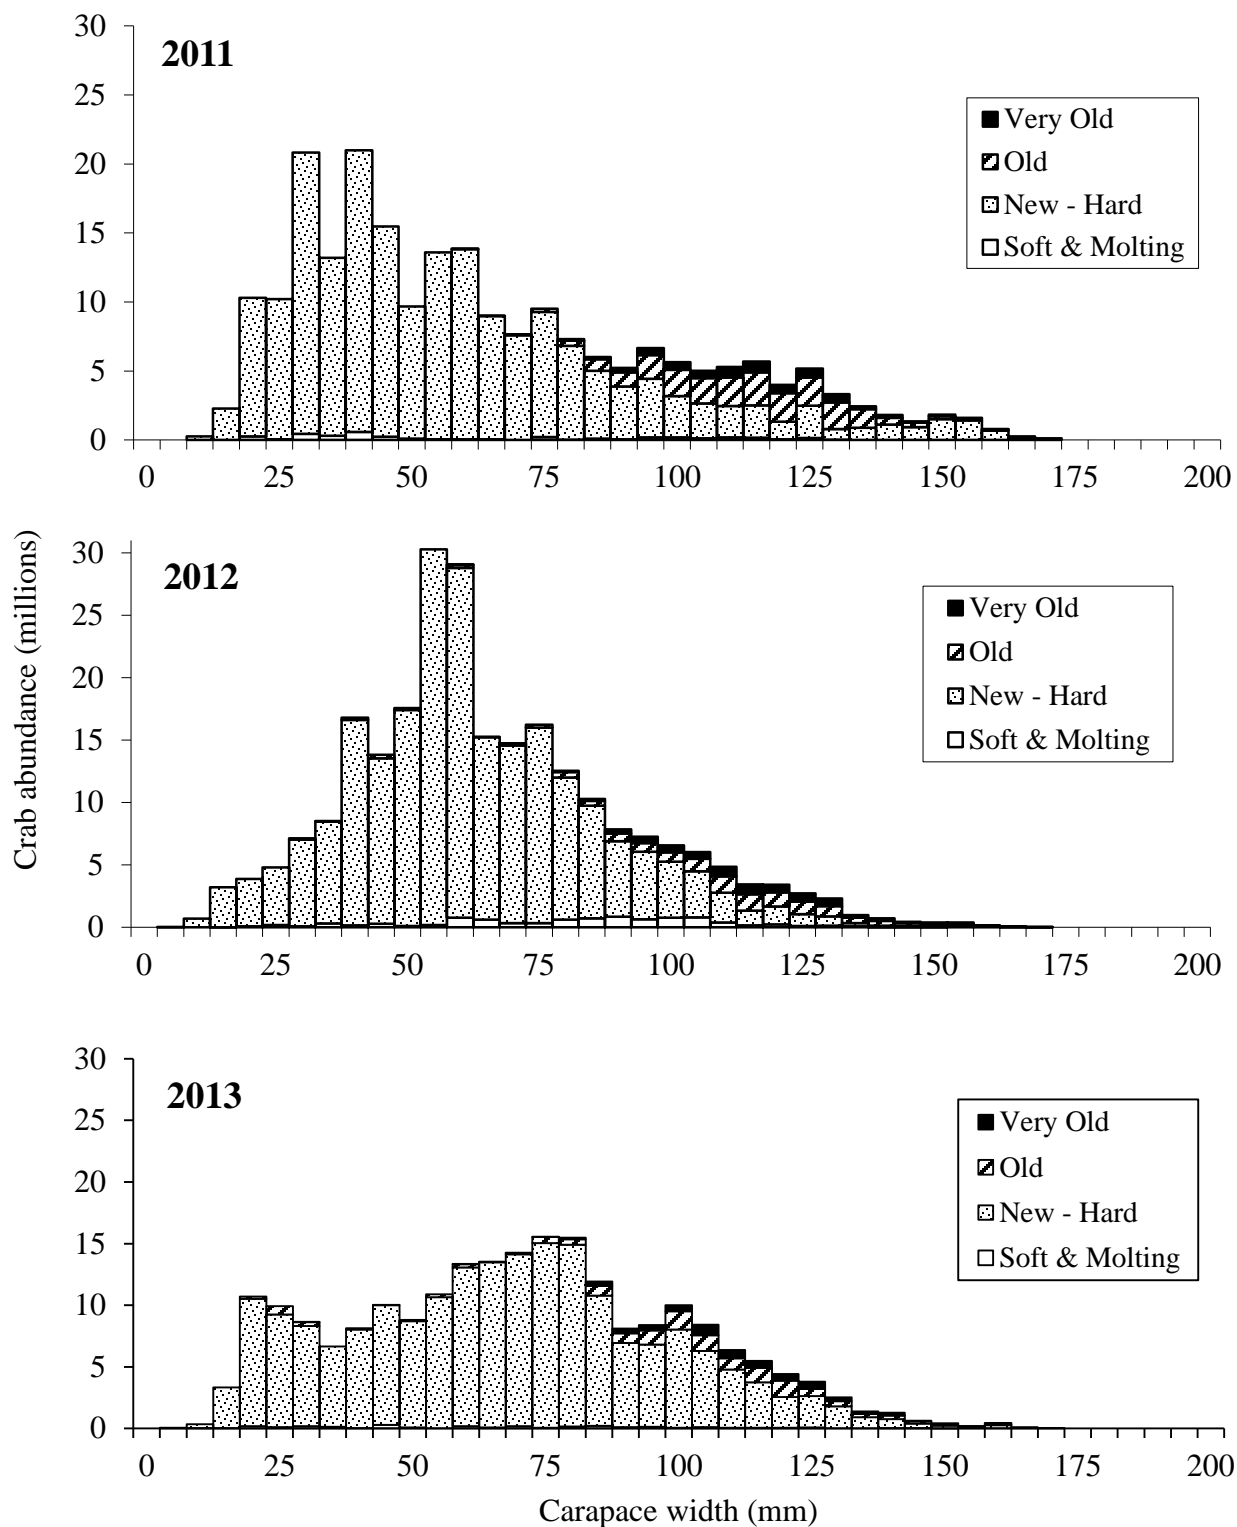 30
2011
25
Very Old
20
Old
15
New - Hard
10
Soft & Molting
5
0
0 25 50 75 100 125 150 175 200
Crab abundance (millions)
30
2012
25
Very Old
20
Old
15
New - Hard
10
Soft & Molting
5
0
0 25 50 75 100 125 150 175 200
30
2013
25
Very Old
20
Old
15
New - Hard
10
Soft & Molting
5
0
0 25 50 75 100 125 150 175 200
Carapace width (mm)